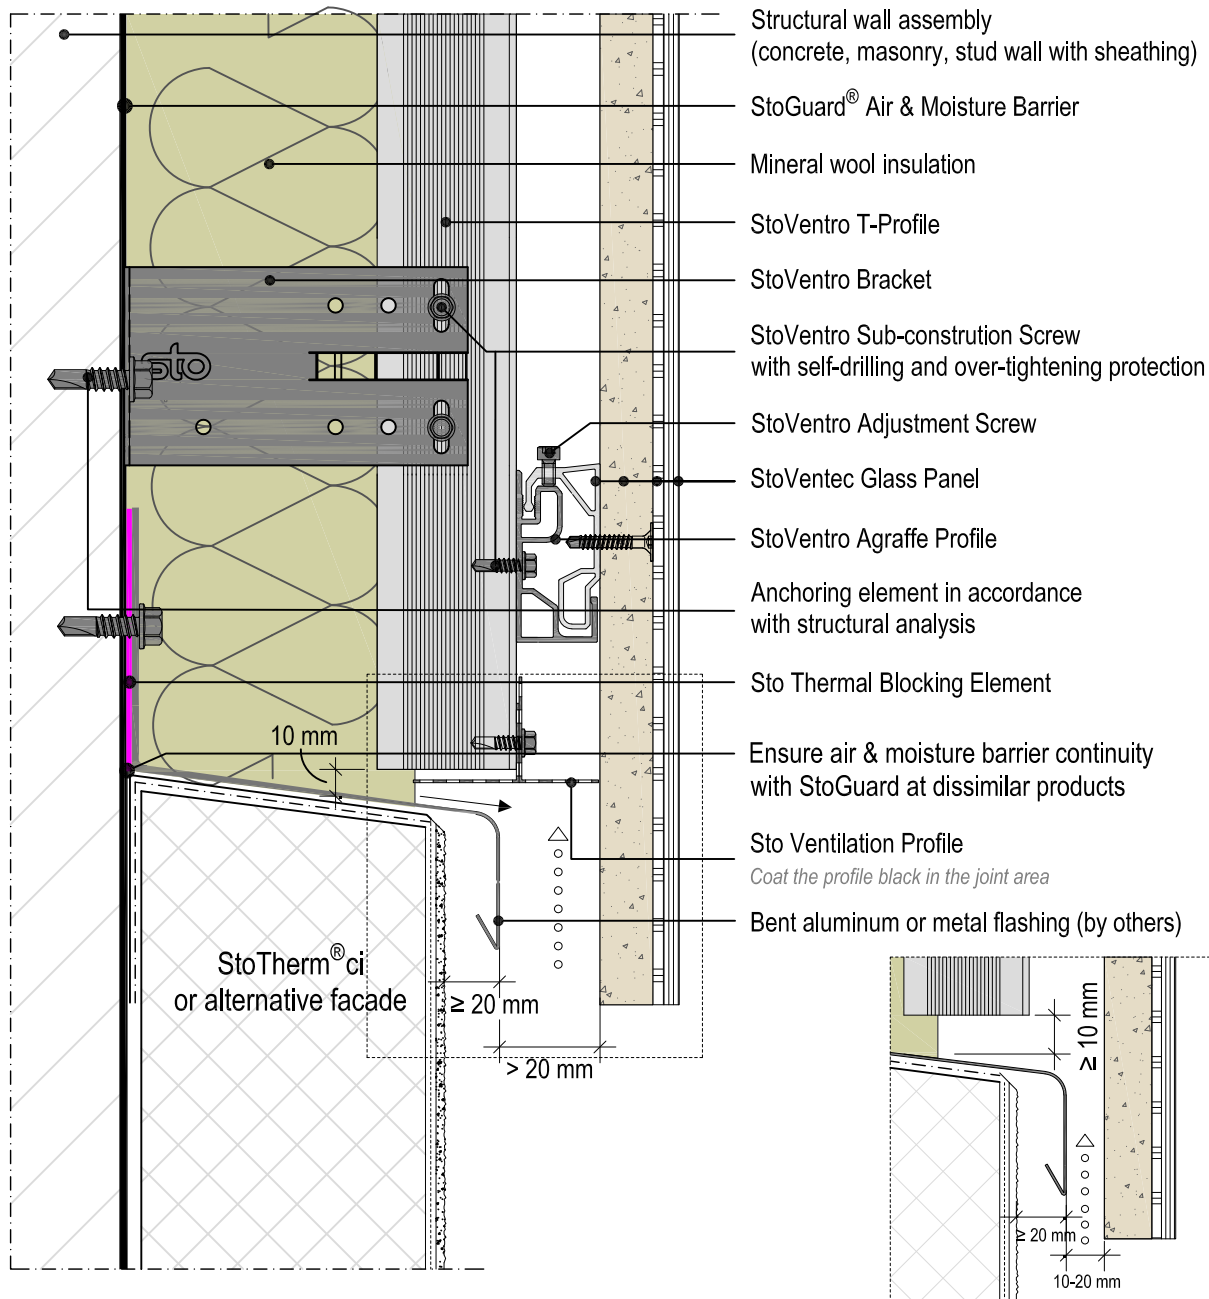 Structural wall assembly
(concrete, masonry, stud wall with sheathing)
StoGuard® Air & Moisture Barrier
Mineral wool insulation
StoVentro T-Profile
StoVentro Bracket
StoVentro Sub-constrution Screw
with self-drilling and over-tightening protection
StoVentro Adjustment Screw
StoVentec Glass Panel
StoVentro Agraffe Profile
Anchoring element in accordance
with structural analysis
Sto Thermal Blocking Element
Ensure air & moisture barrier continuity
with StoGuard at dissimilar products
Sto Ventilation Profile
Coat the profile black in the joint area
Bent aluminum or metal flashing (by others)
sto
10 mm
StoTherm® ci
or alternative facade
≥ 20 mm
> 20 mm
≥ 10 mm
≥ 20 mm
10-20 mm